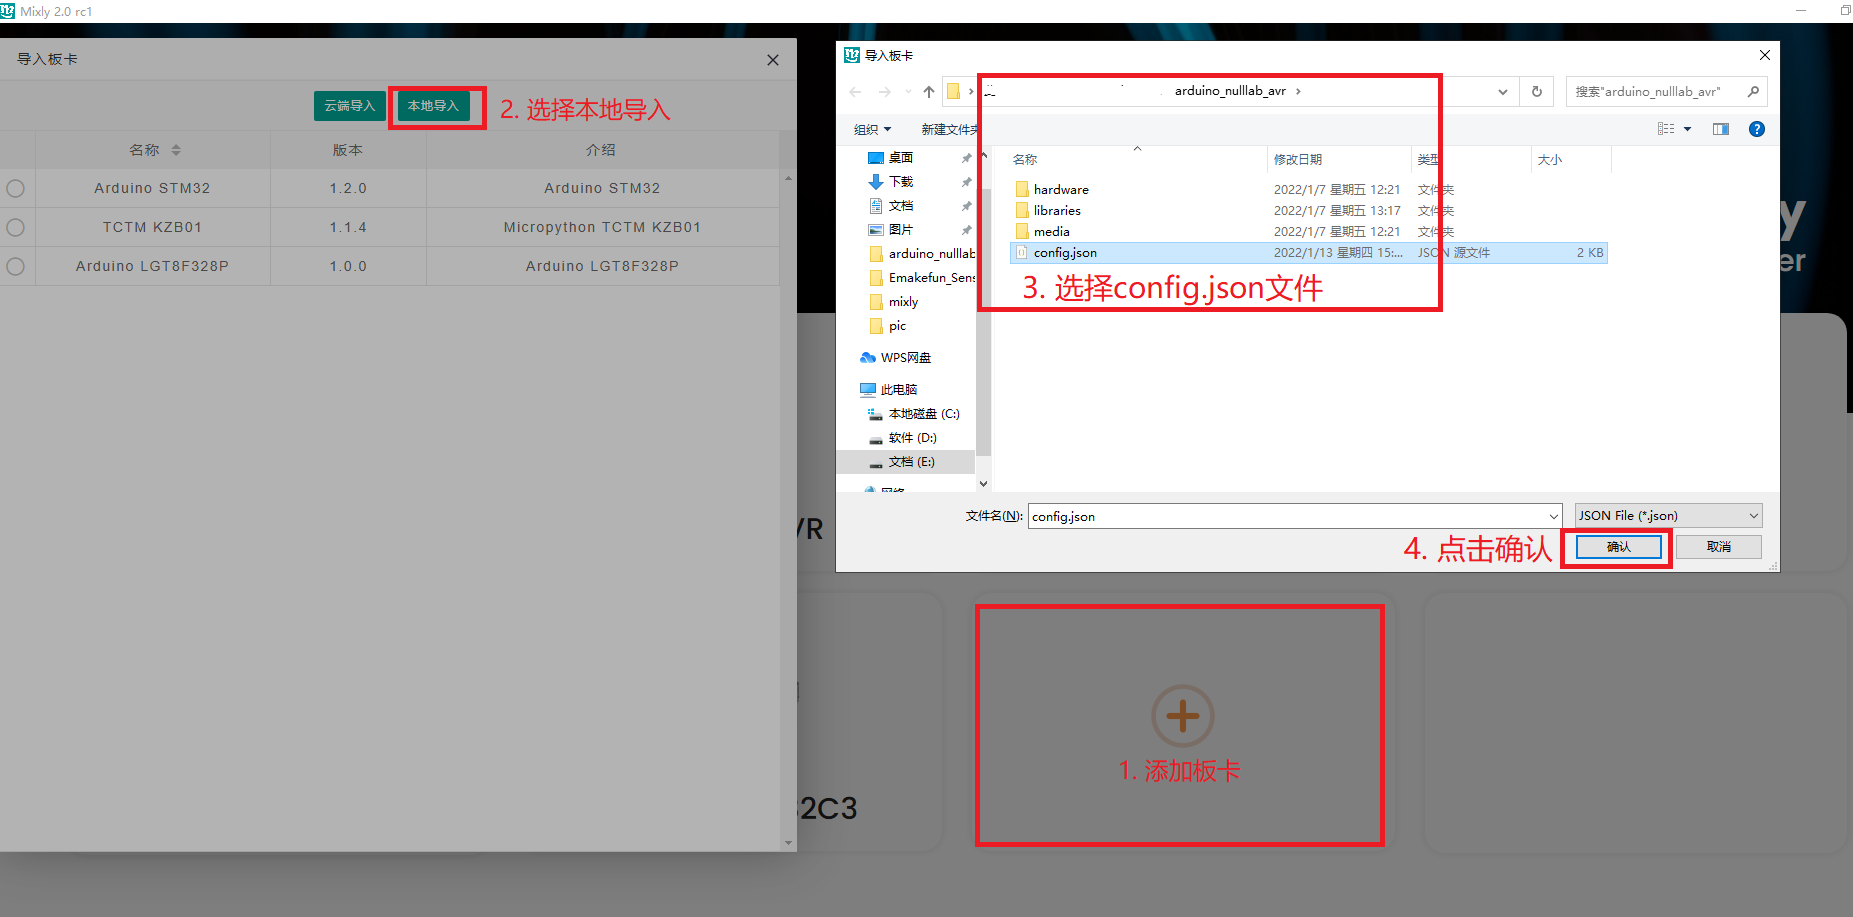 Mixly 2.0 rc1
导入板卡
云端导入
本地导入
2. 选择本地导入
名称 版本 介绍
Arduino STM32 1.2.0 Arduino STM32
TCTM KZB01 1.1.4 Micropython TCTM KZB01
Arduino LGT8F328P 1.0.0 Arduino LGT8F328P
导入板卡
arduino_nulllab_avr
搜索"arduino_nulllab_avr"
组织 新建文件夹
桌面
下载
文档
图片
arduino_nulllab
Emakefun_Sens
mixly
pic
WPS网盘
此电脑
本地磁盘 (C:)
软件 (D:)
文档 (E:)
网络
名称 修改日期 类型 大小
hardware 2022/1/7 星期五 12:21 文件夹
libraries 2022/1/7 星期五 13:17 文件夹
media 2022/1/7 星期五 12:21 文件夹
config.json 2022/1/13 星期四 15:... JSON 源文件 2 KB
3. 选择config.json文件
文件名(N): config.json JSON File (*.json)
4. 点击确认
确认 取消
y
er
VR
1. 添加板卡
32C3